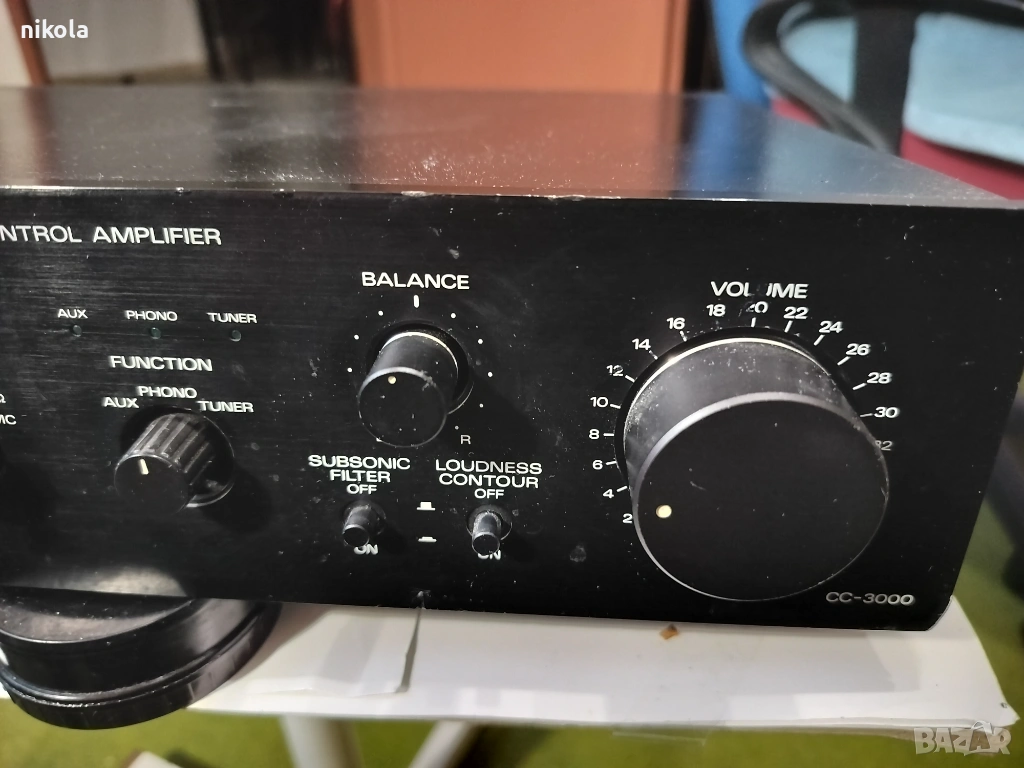 nikola
NTROL AMPLIFIER
BALANCE
VOLUME
AUX PHONO TUNER
FUNCTION
PHONO
AUX TUNER
MC
R
SUBSONIC
FILTER
OFF
ON
LOUDNESS
CONTOUR
OFF
ON
2 4 6 8 10 12 14 16 18 20 22 24 26 28 30 32
CC-3000
BAZAR